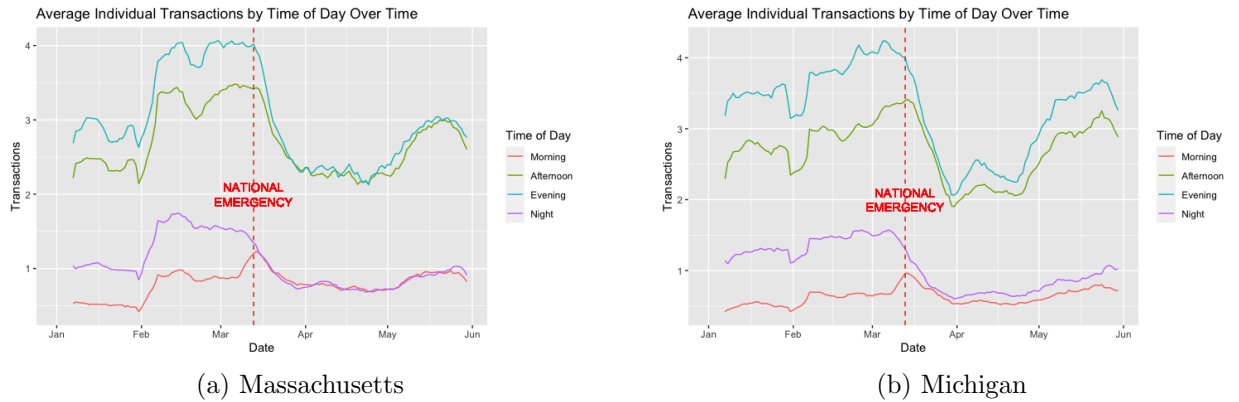 Average Individual Transactions by Time of Day Over Time
4
3
2
1
Transactions
NATIONAL
EMERGENCY
Jan
Feb
Mar
Apr
May
Jun
Date
Time of Day
Morning
Afternoon
Evening
Night
(a) Massachusetts
Average Individual Transactions by Time of Day Over Time
4
3
2
1
Transactions
NATIONAL
EMERGENCY
Jan
Feb
Mar
Apr
May
Jun
Date
Time of Day
Morning
Afternoon
Evening
Night
(b) Michigan